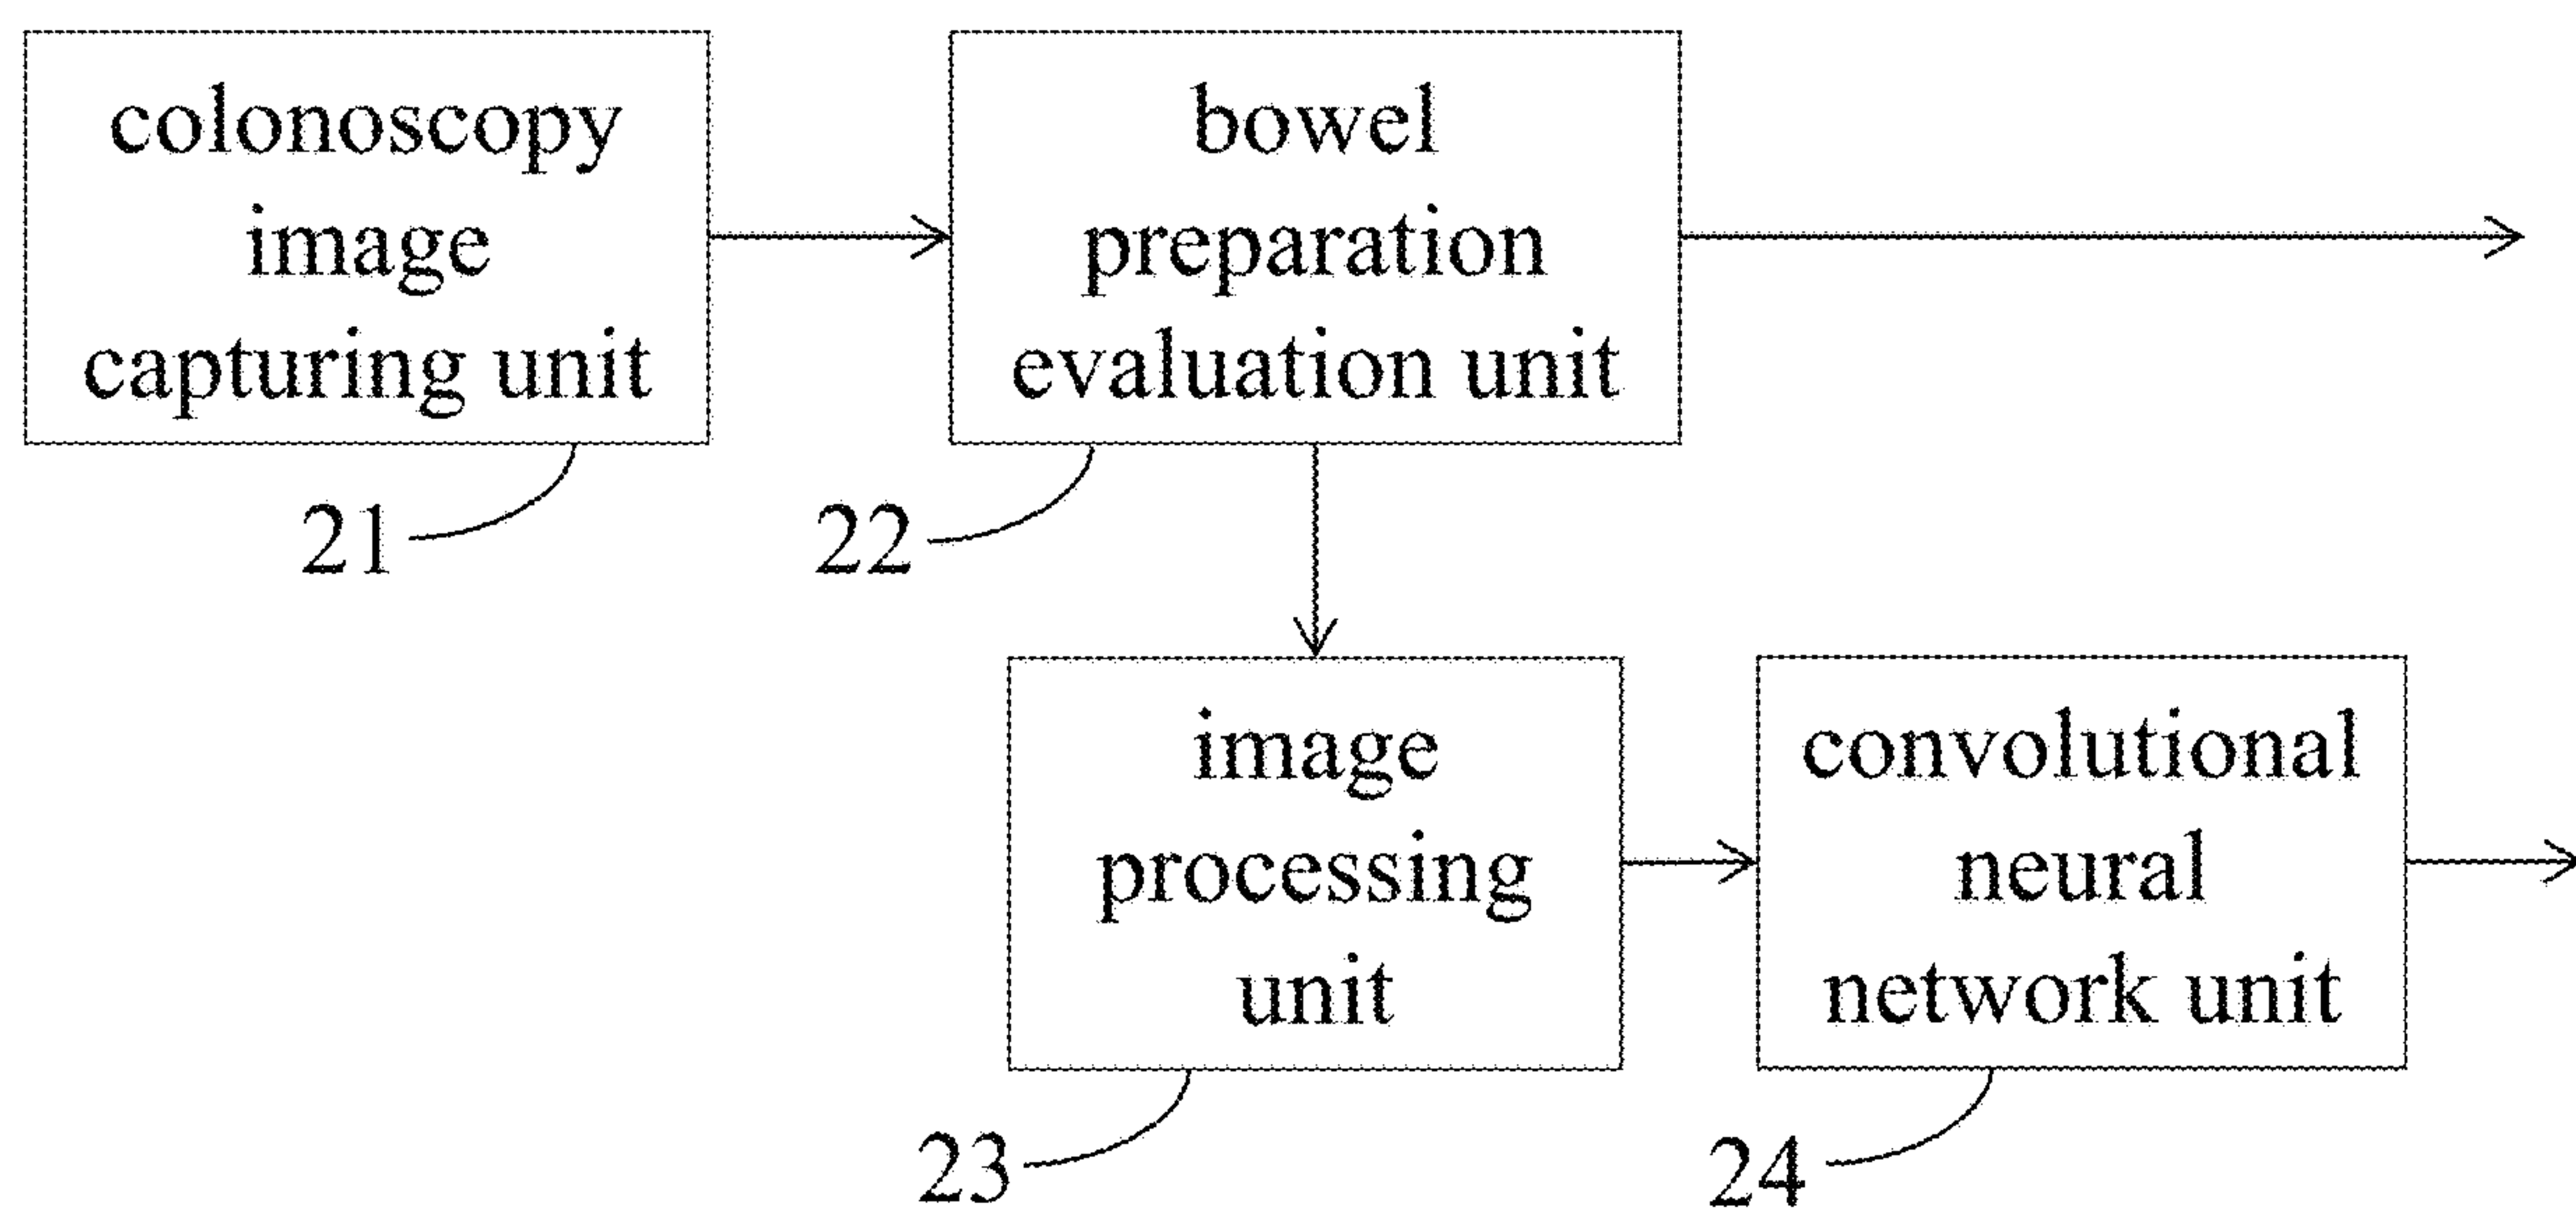 colonoscopy
image
capturing unit
21
bowel
preparation
evaluation unit
22
image
processing
unit
23
convolutional
neural
network unit
24